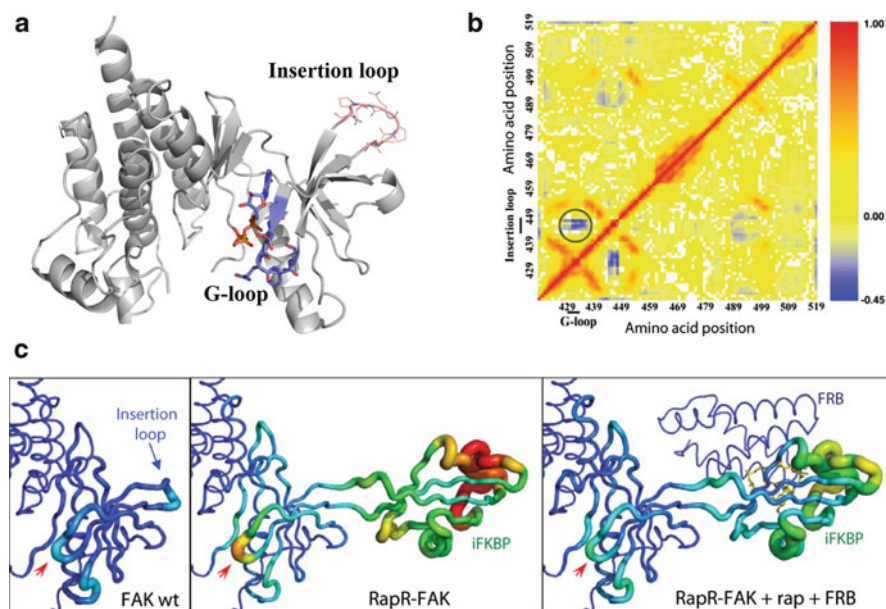 a
Insertion loop
G-loop
b
Amino acid position
519
509
499
489
479
469
459
449
439
429
Insertion loop
429 439 449 459 469 479 489 499 509 519
G-loop
Amino acid position
1.00
0.00
-0.45
c
Insertion
loop
FAK wt
iFKBP
RapR-FAK
FRB
iFKBP
RapR-FAK + rap + FRB